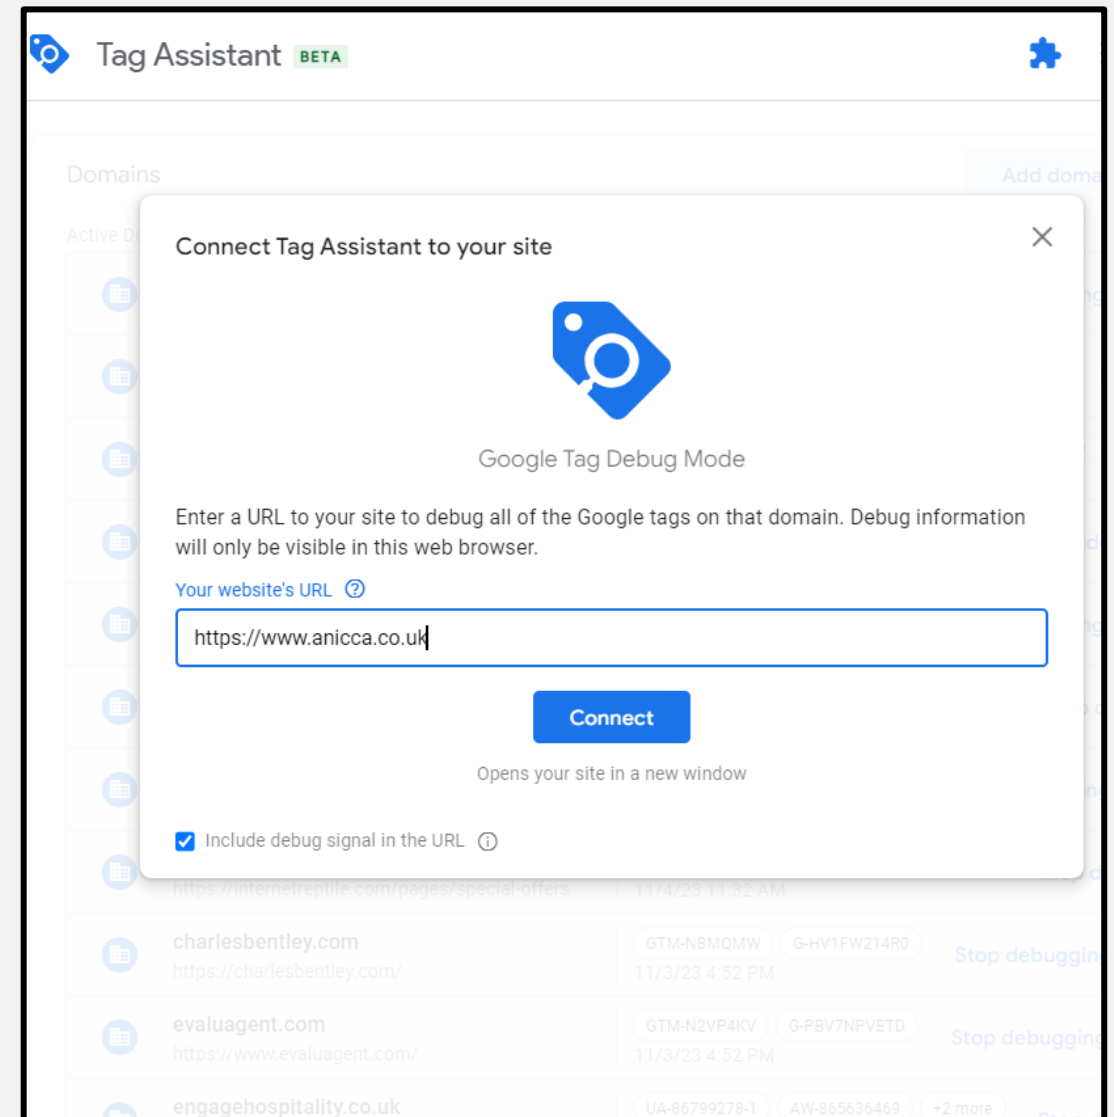 Tag Assistant BETA
Domains
Add doma
Active Do
Connect Tag Assistant to your site
Google Tag Debug Mode
Enter a URL to your site to debug all of the Google tags on that domain. Debug information
will only be visible in this web browser.
Your website's URL
https://www.anicca.co.uk
Connect
Opens your site in a new window
Include debug signal in the URL
https://internetreptile.com/pages/special-offers
11/4/23 11:32 AM
charlesbentley.com
GTM-NBMQMW G-HV1FW214R0
Stop debugging
https://charlesbentley.com/
11/3/23 4:52 PM
evaluagent.com
GTM-N2VP4KV G-PBV7NPVETD
Stop debugging
https://www.evaluagent.com/
11/3/23 4:52 PM
engagehospitality.co.uk
UA-86799278-1 AW-865636469 +2 more